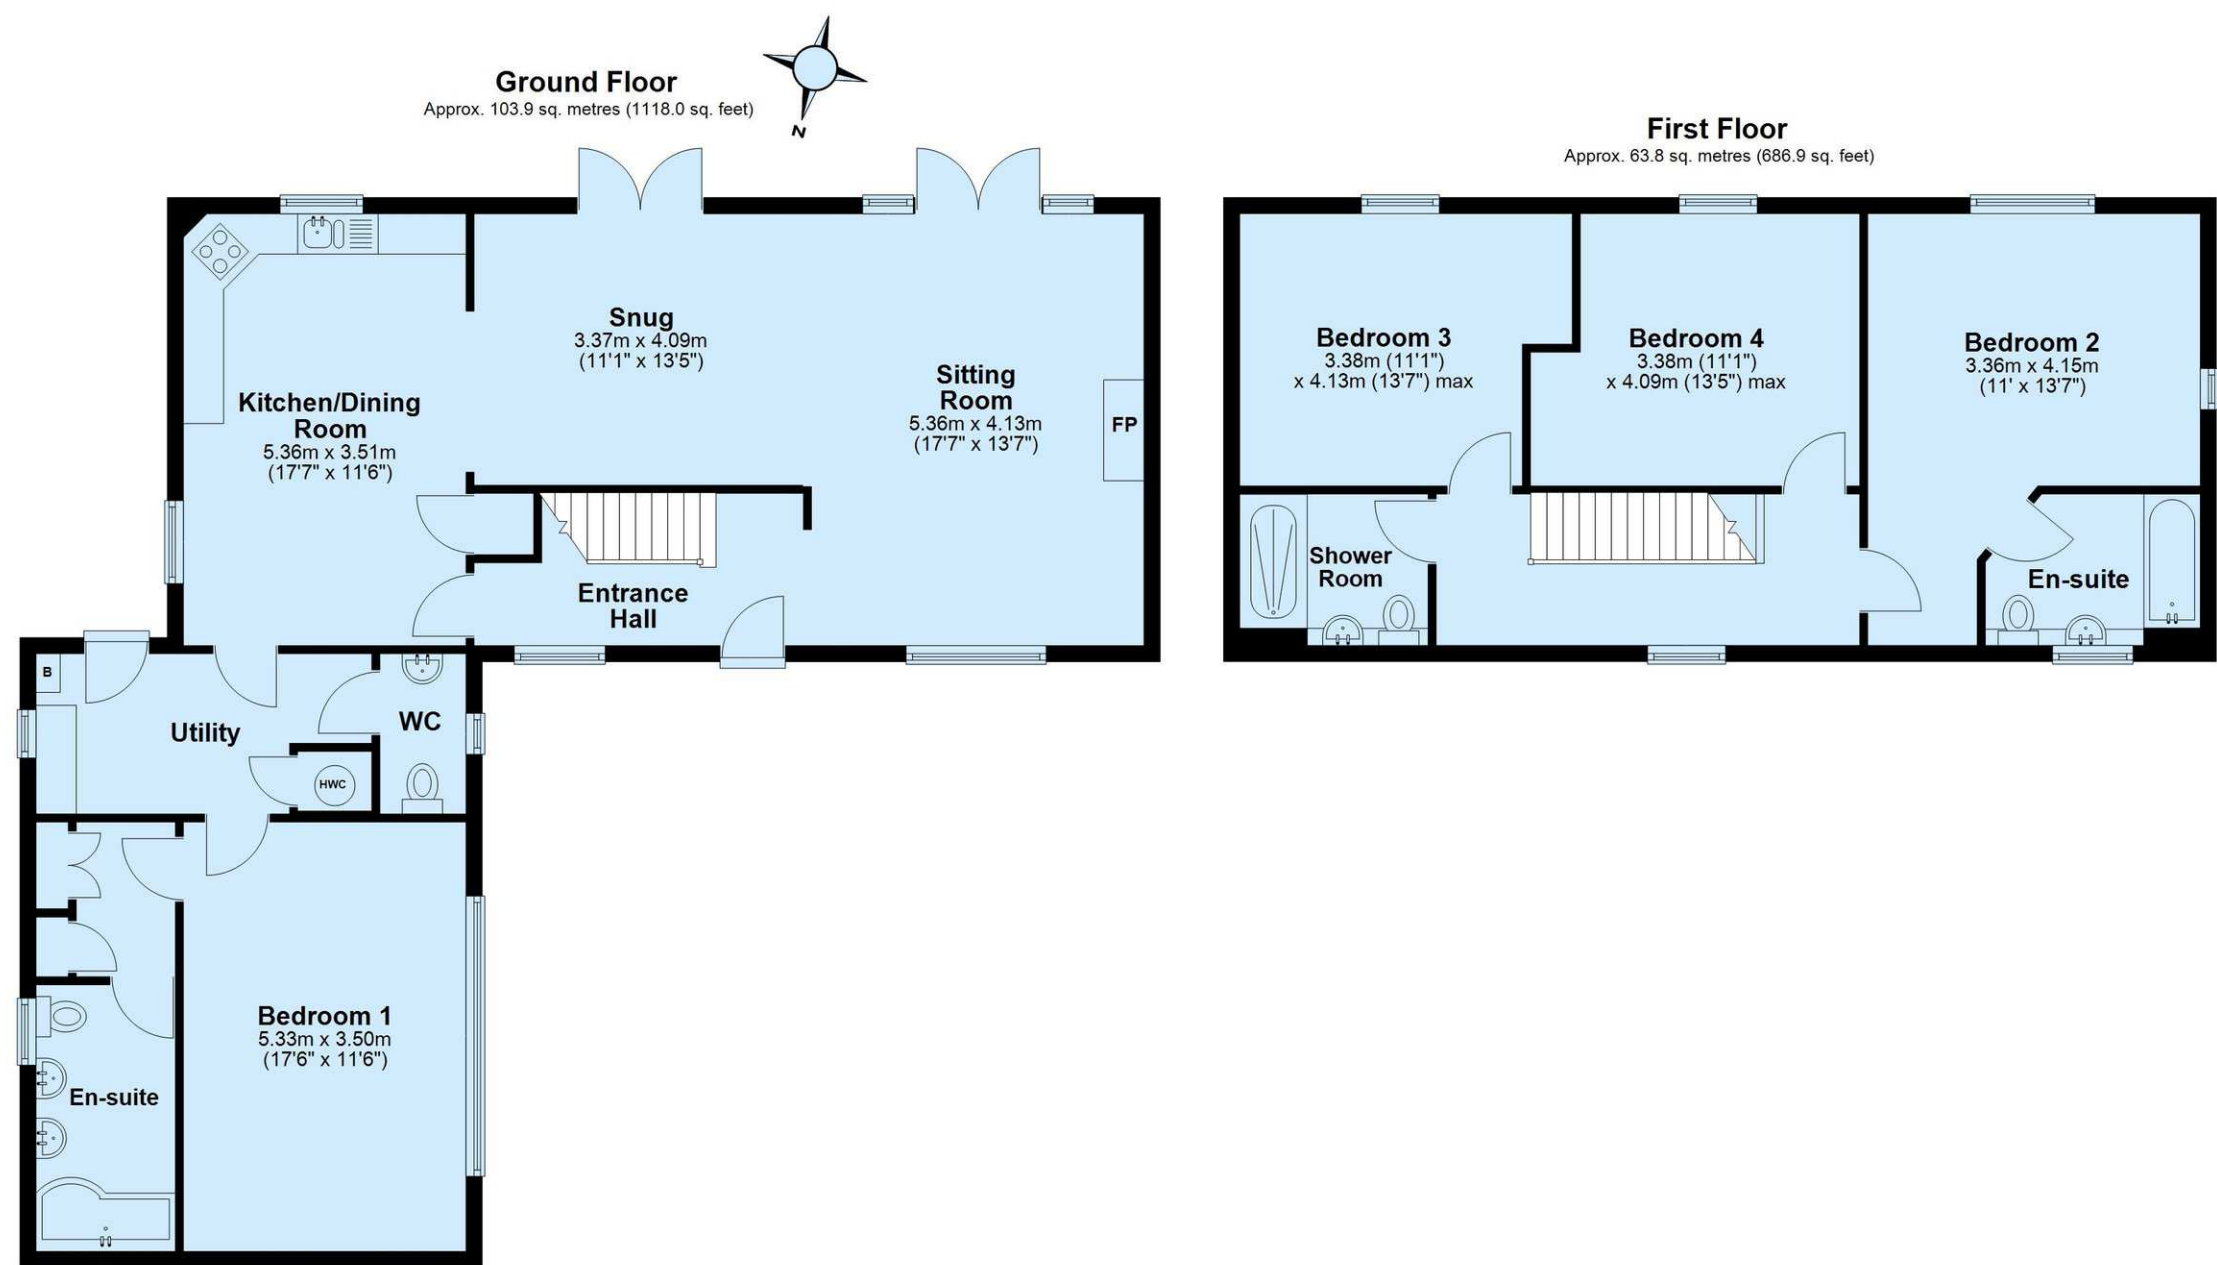 Ground Floor
Approx. 103.9 sq. metres (1118.0 sq. feet)
N
Snug
3.37m x 4.09m
(11'1" x 13'5")
Sitting
Room
5.36m x 4.13m
(17'7" x 13'7")
FP
Kitchen/Dining
Room
5.36m x 3.51m
(17'7" x 11'6")
Entrance
Hall
B
Utility
WC
HWC
Bedroom 1
5.33m x 3.50m
(17'6" x 11'6")
En-suite
First Floor
Approx. 63.8 sq. metres (686.9 sq. feet)
Bedroom 3
3.38m (11'1")
x 4.13m (13'7") max
Bedroom 4
3.38m (11'1")
x 4.09m (13'5") max
Bedroom 2
3.36m x 4.15m
(11' x 13'7")
Shower
Room
En-suite